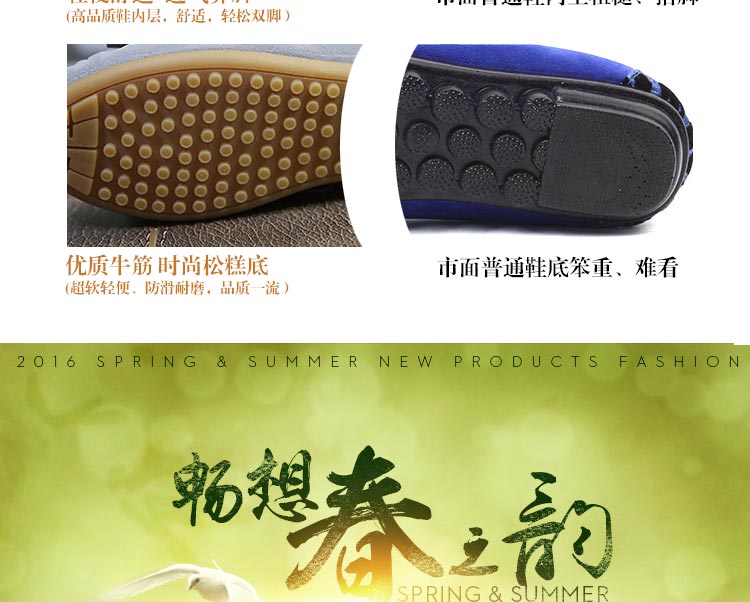 (高品质鞋内层，舒适，轻松双脚)
优质牛筋 时尚松糕底
(超软轻便、防滑耐磨，品质一流)
市面普通鞋底笨重、难看
2016 SPRING & SUMMER NEW PRODUCTS FASHION
畅想春之韵
SPRING & SUMMER